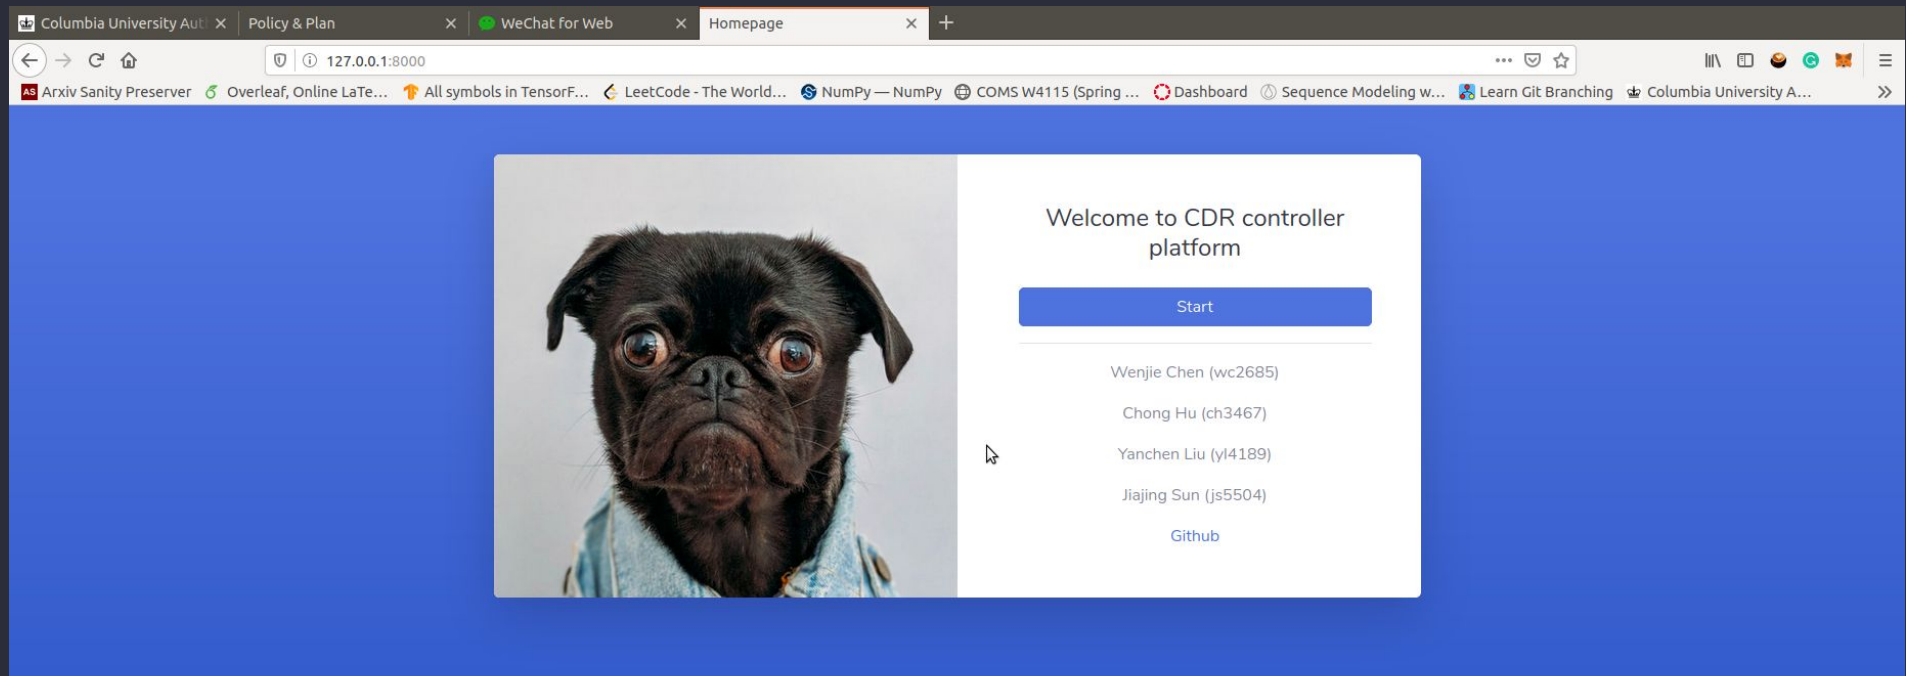 Columbia University Aut
Policy & Plan
WeChat for Web
Homepage
127.0.0.1:8000
AS Arxiv Sanity Preserver
Overleaf, Online LaTe...
All symbols in TensorF...
LeetCode - The World...
NumPy — NumPy
COMS W4115 (Spring ...
Dashboard
Sequence Modeling w...
Learn Git Branching
Columbia University A...
Welcome to CDR controller
platform
Start
Wenjie Chen (wc2685)
Chong Hu (ch3467)
Yanchen Liu (yl4189)
Jiajing Sun (js5504)
Github